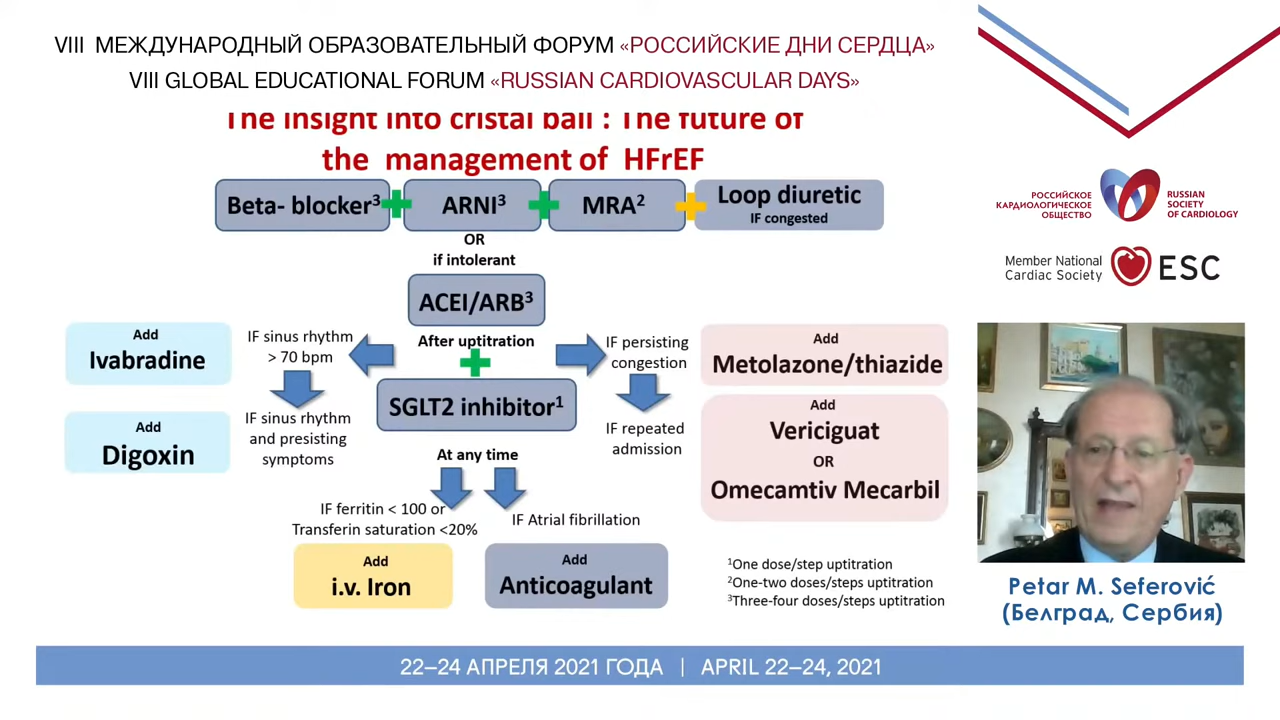 VIII МЕЖДУНАРОДНЫЙ ОБРАЗОВАТЕЛЬНЫЙ ФОРУМ «РОССИЙСКИЕ ДНИ СЕРДЦА»
VIII GLOBAL EDUCATIONAL FORUM «RUSSIAN CARDIOVASCULAR DAYS»
The insight into cristal ball : The future of
the management of HFrEF
Beta- blocker³ + ARNI³ + MRA² + Loop diuretic
IF congested
OR
if intolerant
ACEI/ARB³
After uptitration
+
SGLT2 inhibitor¹
At any time
IF sinus rhythm
> 70 bpm
Add
Ivabradine
IF sinus rhythm
and presisting
symptoms
Add
Digoxin
IF persisting
congestion
Add
Metolazone/thiazide
IF repeated
admission
Add
Vericiguat
OR
Omecamtiv Mecarbil
IF ferritin < 100 or
Transferin saturation <20%
Add
i.v. Iron
IF Atrial fibrillation
Add
Anticoagulant
¹One dose/step uptitration
²One-two doses/steps uptitration
³Three-four doses/steps uptitration
РОССИЙСКОЕ
КАРДИОЛОГИЧЕСКОЕ
ОБЩЕСТВО
RUSSIAN
SOCIETY
OF CARDIOLOGY
Member National
Cardiac Society
ESC
Petar M. Seferović
(Белград, Сербия)
22–24 АПРЕЛЯ 2021 ГОДА | APRIL 22–24, 2021